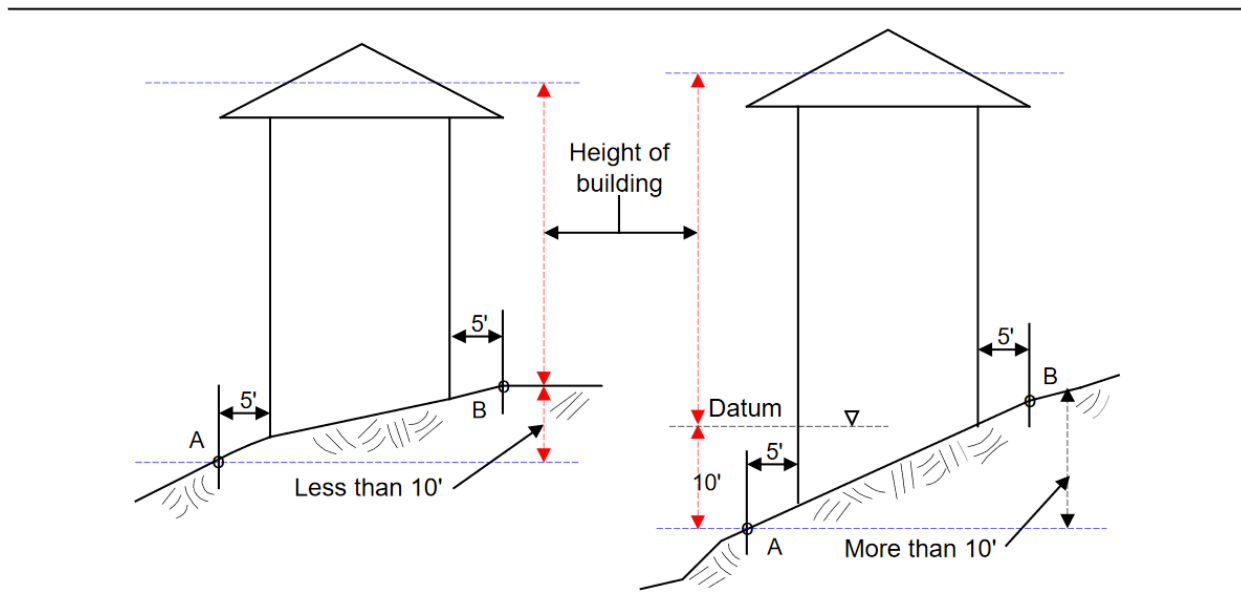 Height of
building
5'
5'
A
B
Less than 10'
5'
B
Datum
5'
10'
A
More than 10'